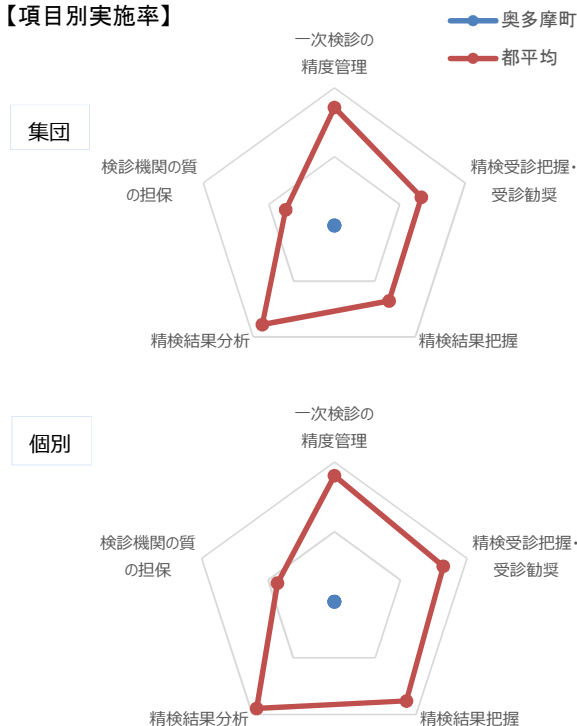 【項目別実施率】
奥多摩町
都平均
集団
一次検診の
精度管理
精検受診把握・
受診勧奨
精検結果把握
精検結果分析
検診機関の質
の担保
個別
一次検診の
精度管理
精検受診把握・
受診勧奨
精検結果把握
精検結果分析
検診機関の質
の担保